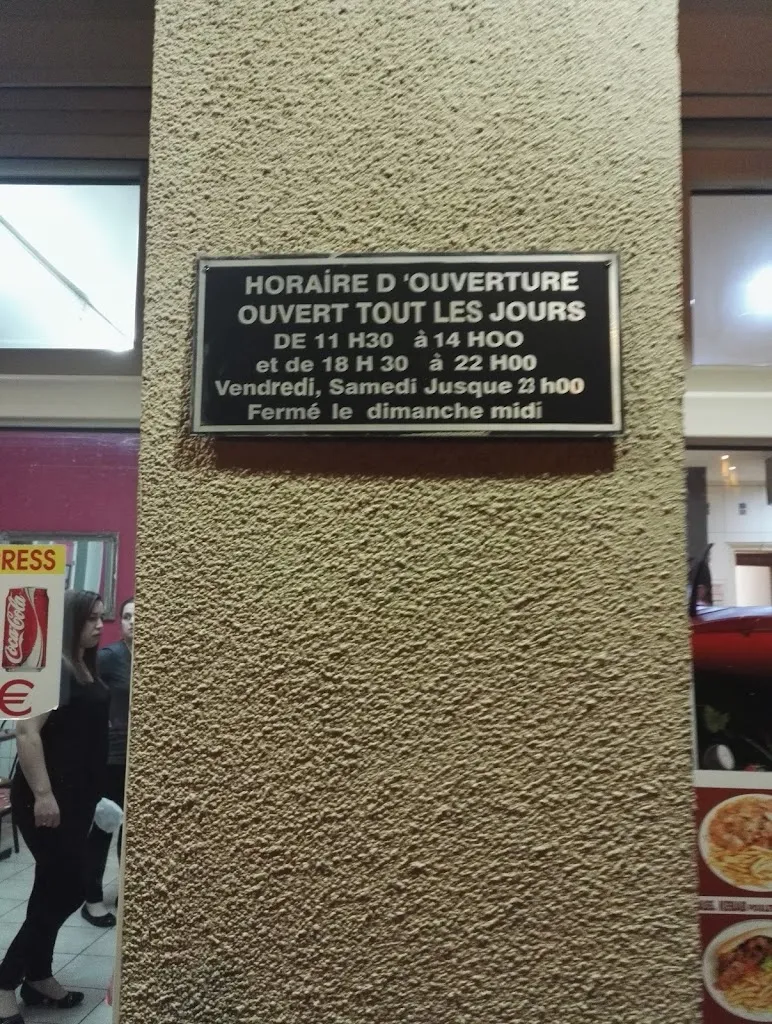 HORAÍRE D 'OUVERTURE
OUVERT TOUT LES JOURS
DE 11 H30 à 14 HOO
et de 18 H 30 à 22 H00
Vendredi, Samedi Jusque 23 h00
Fermé le dimanche midi
RESS
Coca-Cola
€
KEBAB